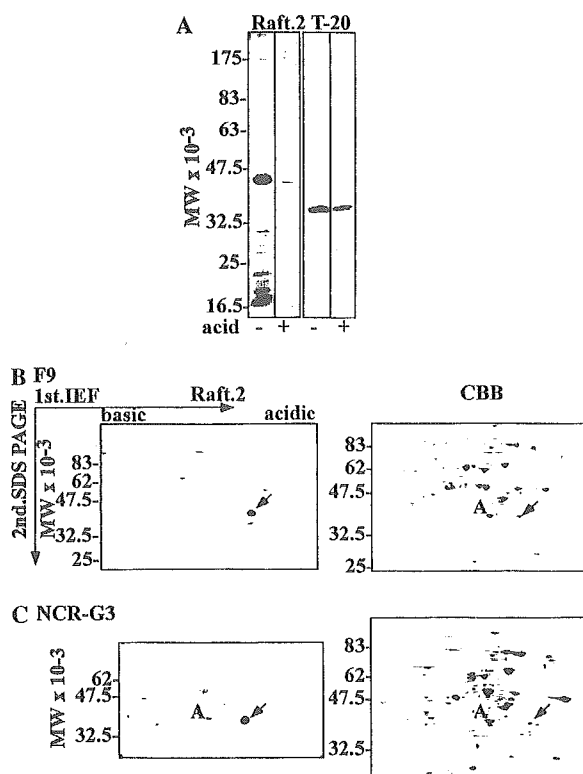 A
Raft.2 T-20
175-
83-
63-
47.5-
32.5-
25-
16.5-
MW x 10-3
acid - + - +
B F9
1st.IEF
Raft.2
CBB
basic
acidic
2nd.SDS PAGE
MW x 10-3
83-
62-
47.5-
32.5-
25-
83-
62-
47.5-
A
32.5-
25-
C NCR-G3
MW x 10-3
62-
47.5-
A
32.5-
83-
62-
47.5-
A
32.5-